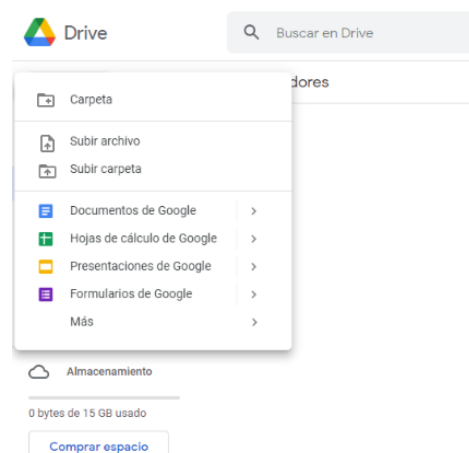 Drive
Buscar en Drive
dores
Carpeta
Subir archivo
Subir carpeta
Documentos de Google
Hojas de cálculo de Google
Presentaciones de Google
Formularios de Google
Más
Almacenamiento
0 bytes de 15 GB usado
Comprar espacio